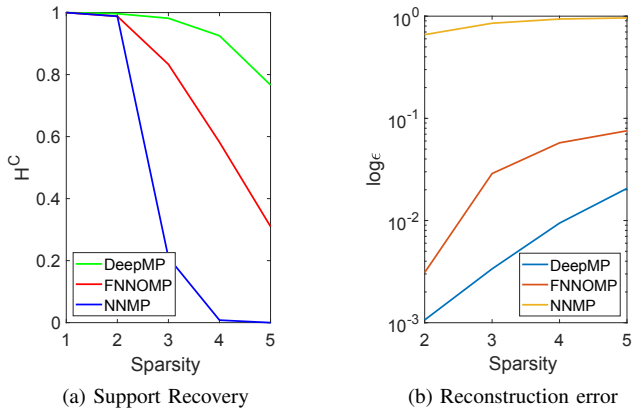 1
0.8
0.6
0.4
0.2
0
H^C
DeepMP
FNNOMP
NNMP
1 2 3 4 5
Sparsity
(a) Support Recovery
10^0
10^-1
10^-2
10^-3
logϵ
DeepMP
FNNOMP
NNMP
2 3 4 5
Sparsity
(b) Reconstruction error